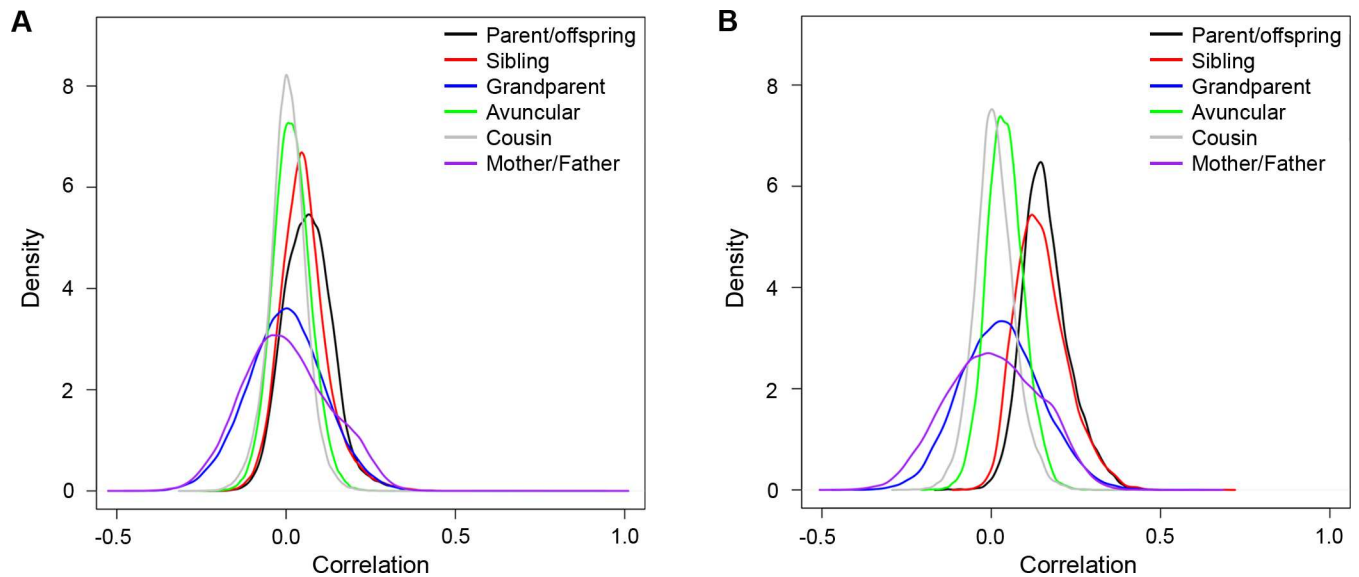 A
Parent/offspring
Sibling
Grandparent
Avuncular
Cousin
Mother/Father
8
6
4
2
0
Density
-0.5 0.0 0.5 1.0
Correlation
B
Parent/offspring
Sibling
Grandparent
Avuncular
Cousin
Mother/Father
8
6
4
2
0
Density
-0.5 0.0 0.5 1.0
Correlation